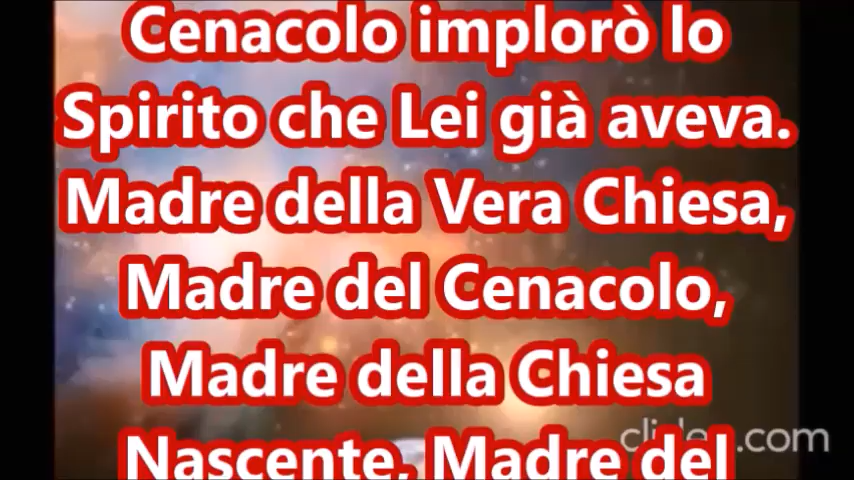 Cenacolo implorò lo
Spirito che Lei già aveva.
Madre della Vera Chiesa,
Madre del Cenacolo,
Madre della Chiesa
Nascente, Madre del